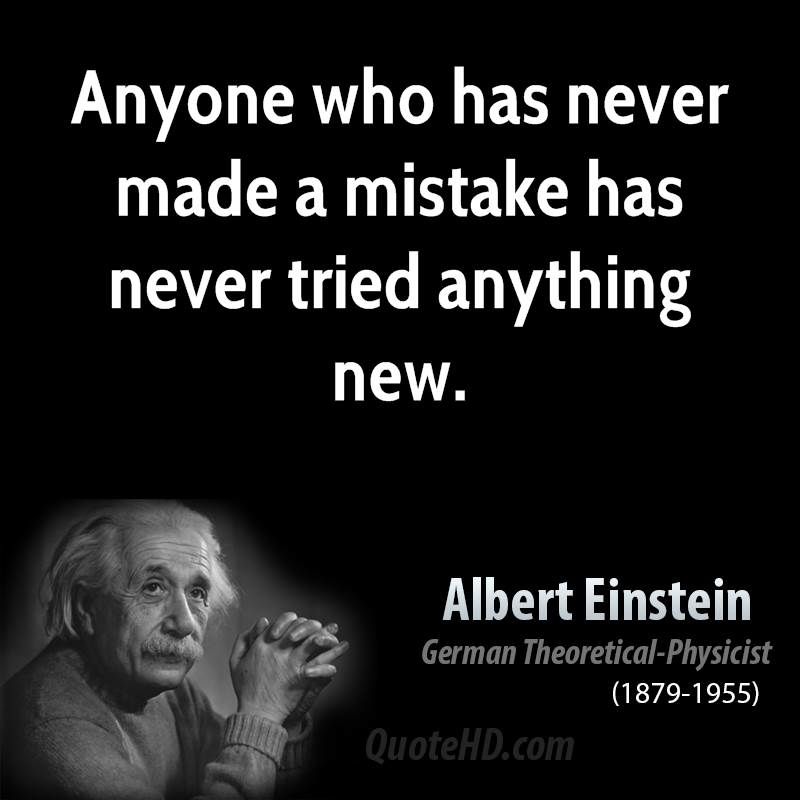 Anyone who has never
made a mistake has
never tried anything
new.
Albert Einstein
German Theoretical-Physicist
(1879-1955)
QuoteHD.com